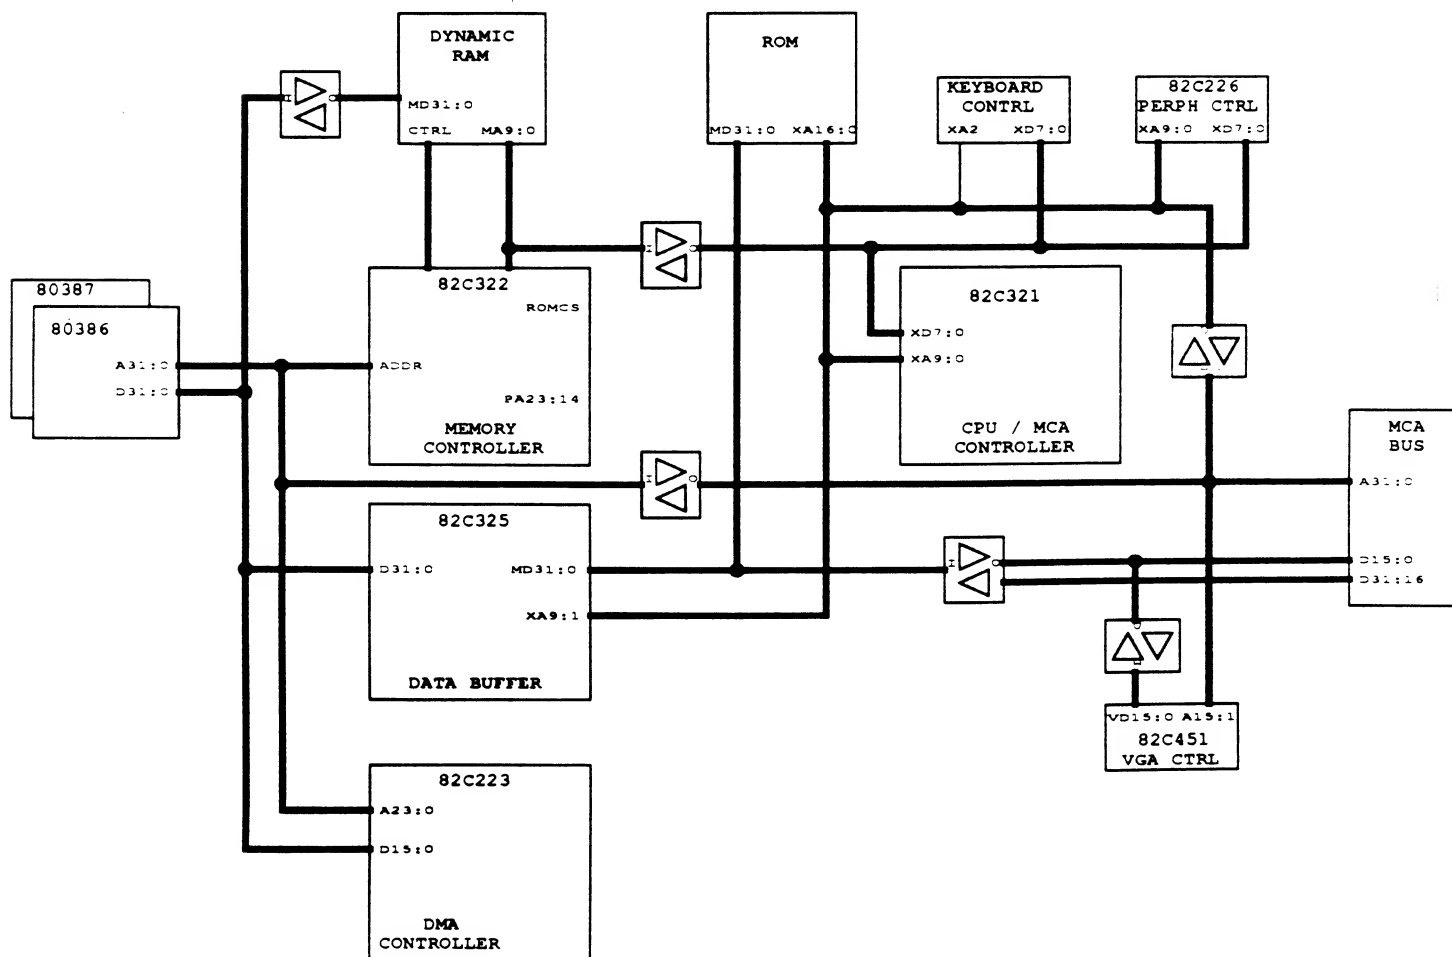 DYNAMIC
RAM
MD31:0
CTRL MA9:0
ROM
MD31:0 XA16:0
KEYBOARD
CONTRL
XA2 XD7:0
82C226
PERPH CTRL
XA9:0 XD7:0
80387
80386
A31:0
D31:0
82C322
ROMCS
ADDR
PA23:14
MEMORY
CONTROLLER
82C321
XD7:0
XA9:0
CPU / MCA
CONTROLLER
MCA
BUS
A31:0
D15:0
D31:16
82C325
D31:0 MD31:0
XA9:1
DATA BUFFER
VD15:0 A15:1
82C451
VGA CTRL
82C223
A23:0
D15:0
DMA
CONTROLLER